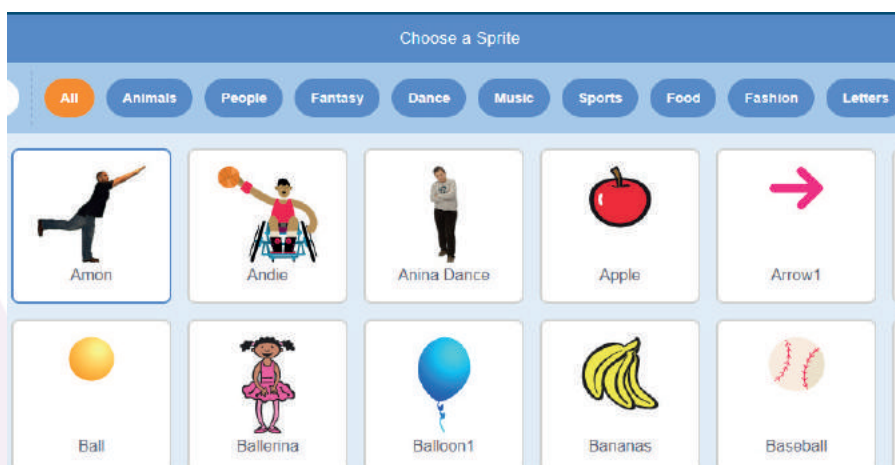 Choose a Sprite
All Animals People Fantasy Dance Music Sports Food Fashion Letters
Amon Andie Anina Dance Apple Arrow1
Ball Ballerina Balloon1 Bananas Baseball